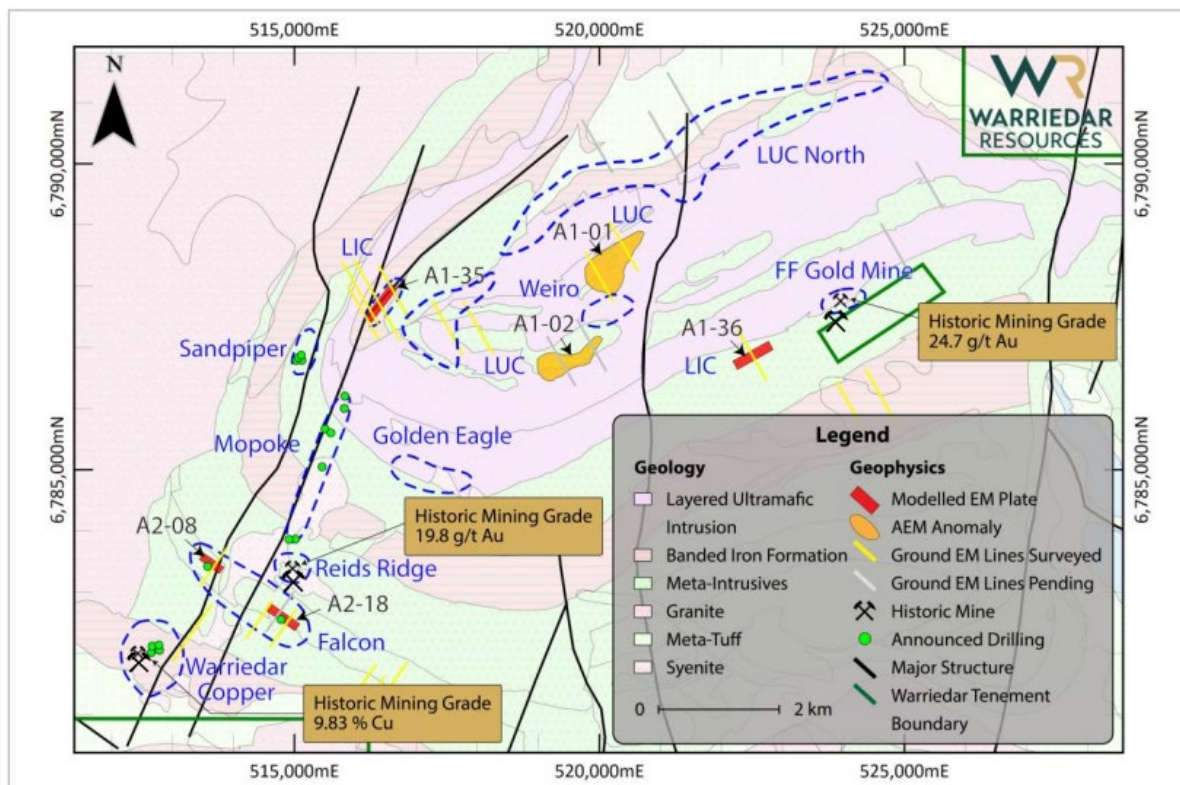 515,000mE
520,000mE
525,000mE
N
WR
WARRIEDAR
RESOURCES
6,790,000mN
6,790,000mN
LUC North
LUC
A1-01
LIC
A1-35
Weiro
FF Gold Mine
Historic Mining Grade
24.7 g/t Au
A1-02
A1-36
Sandpiper
LUC
LIC
Mopoke
Golden Eagle
6,785,000mN
6,785,000mN
Historic Mining Grade
19.8 g/t Au
A2-08
Reids Ridge
A2-18
Falcon
Warriedar
Copper
Historic Mining Grade
9.83 % Cu
Legend
Geology
Layered Ultramafic
Intrusion
Banded Iron Formation
Meta-Intrusives
Granite
Meta-Tuff
Syenite
0 2 km
Geophysics
Modelled EM Plate
AEM Anomaly
Ground EM Lines Surveyed
Ground EM Lines Pending
Historic Mine
Announced Drilling
Major Structure
Warriedar Tenement
Boundary
515,000mE
520,000mE
525,000mE